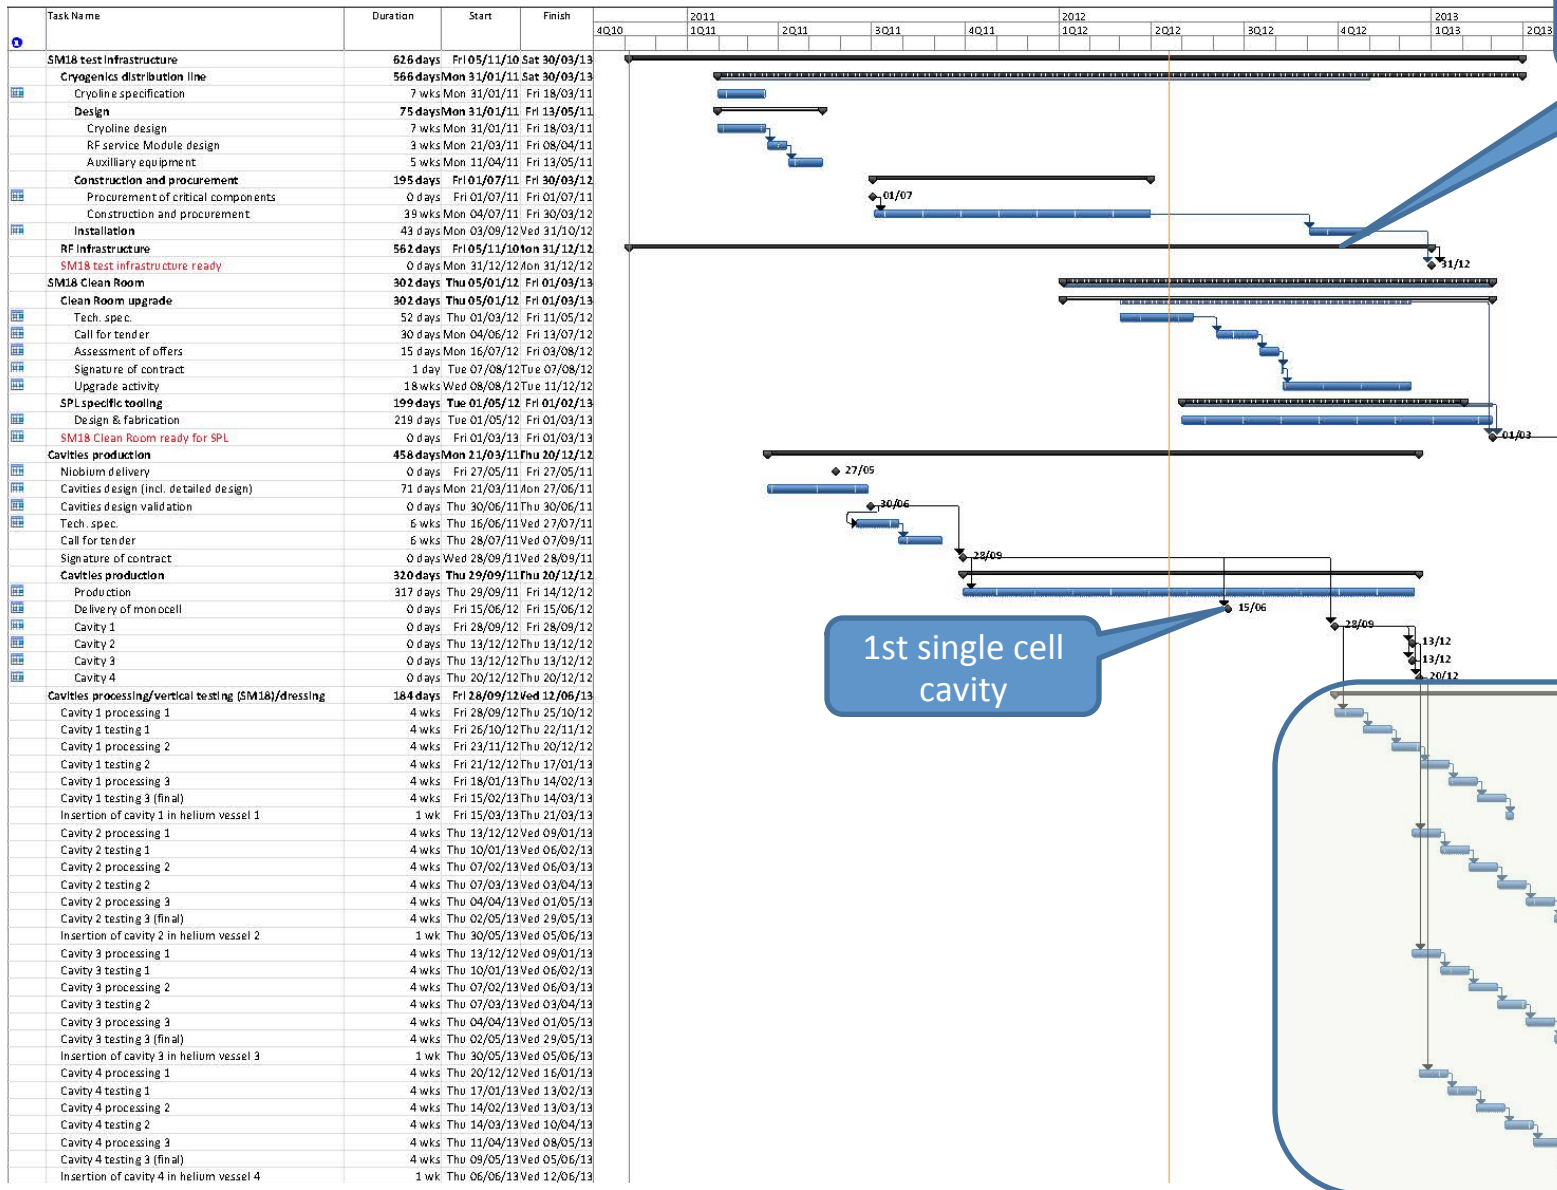 Task Name Duration Start Finish
2011 2012 2013
4Q10 1Q11 2Q11 3Q11 4Q11 1Q12 2Q12 3Q12 4Q12 1Q13 2Q13
SM18 test infrastructure 626 days Fri 05/11/10 Sat 30/03/13
Cryogenics distribution line 566 days Mon 31/01/11 Sat 30/03/13
Cryoline specification 7 wks Mon 31/01/11 Fri 18/03/11
Design 75 days Mon 31/01/11 Fri 13/05/11
Cryoline design 7 wks Mon 31/01/11 Fri 18/03/11
RF service Module design 3 wks Mon 21/03/11 Fri 08/04/11
Auxilliary equipment 5 wks Mon 11/04/11 Fri 13/05/11
Construction and procurement 195 days Fri 01/07/11 Fri 30/03/12
Procurement of critical components 0 days Fri 01/07/11 Fri 01/07/11 01/07
Construction and procurement 39 wks Mon 04/07/11 Fri 30/03/12
Installation 43 days Mon 03/09/12 Wed 31/10/12
RF Infrastructure 562 days Fri 05/11/10 Mon 31/12/12
SM18 test infrastructure ready 0 days Mon 31/12/12 Mon 31/12/12 31/12
SM18 Clean Room 302 days Thu 05/01/12 Fri 01/03/13
Clean Room upgrade 302 days Thu 05/01/12 Fri 01/03/13
Tech. spec. 52 days Thu 01/03/12 Fri 11/05/12
Call for tender 30 days Mon 04/06/12 Fri 13/07/12
Assessment of offers 15 days Mon 16/07/12 Fri 03/08/12
Signature of contract 1 day Tue 07/08/12 Tue 07/08/12
Upgrade activity 18 wks Wed 08/08/12 Tue 11/12/12
SPL specific tooling 199 days Tue 01/05/12 Fri 01/02/13
Design & fabrication 219 days Tue 01/05/12 Fri 01/03/13
SM18 Clean Room ready for SPL 0 days Fri 01/03/13 Fri 01/03/13 01/03
Cavities production 458 days Mon 21/03/11 Thu 20/12/12
Niobium delivery 0 days Fri 27/05/11 Fri 27/05/11 27/05
Cavities design (incl. detailed design) 71 days Mon 21/03/11 Mon 27/06/11
Cavities design validation 0 days Thu 30/06/11 Thu 30/06/11 30/06
Tech. spec. 6 wks Thu 16/06/11 Wed 27/07/11
Call for tender 6 wks Thu 28/07/11 Wed 07/09/11
Signature of contract 0 days Wed 28/09/11 Wed 28/09/11 28/09
Cavities production 320 days Thu 29/09/11 Thu 20/12/12
Production 317 days Thu 29/09/11 Fri 14/12/12
Delivery of monocell 0 days Fri 15/06/12 Fri 15/06/12 15/06
Cavity 1 0 days Fri 28/09/12 Fri 28/09/12 28/09
Cavity 2 0 days Thu 13/12/12 Thu 13/12/12 13/12
Cavity 3 0 days Thu 13/12/12 Thu 13/12/12 13/12
Cavity 4 0 days Thu 20/12/12 Thu 20/12/12 20/12
1st single cell
cavity
Cavities processing/vertical testing (SM18)/dressing 184 days Fri 28/09/12 Wed 12/06/13
Cavity 1 processing 1 4 wks Fri 28/09/12 Thu 25/10/12
Cavity 1 testing 1 4 wks Fri 26/10/12 Thu 22/11/12
Cavity 1 processing 2 4 wks Fri 23/11/12 Thu 20/12/12
Cavity 1 testing 2 4 wks Fri 21/12/12 Thu 17/01/13
Cavity 1 processing 3 4 wks Fri 18/01/13 Thu 14/02/13
Cavity 1 testing 3 (final) 4 wks Fri 15/02/13 Thu 14/03/13
Insertion of cavity 1 in helium vessel 1 1 wk Fri 15/03/13 Thu 21/03/13
Cavity 2 processing 1 4 wks Thu 13/12/12 Wed 09/01/13
Cavity 2 testing 1 4 wks Thu 10/01/13 Wed 06/02/13
Cavity 2 processing 2 4 wks Thu 07/02/13 Wed 06/03/13
Cavity 2 testing 2 4 wks Thu 07/03/13 Wed 03/04/13
Cavity 2 processing 3 4 wks Thu 04/04/13 Wed 01/05/13
Cavity 2 testing 3 (final) 4 wks Thu 02/05/13 Wed 29/05/13
Insertion of cavity 2 in helium vessel 2 1 wk Thu 30/05/13 Wed 05/06/13
Cavity 3 processing 1 4 wks Thu 13/12/12 Wed 09/01/13
Cavity 3 testing 1 4 wks Thu 10/01/13 Wed 06/02/13
Cavity 3 processing 2 4 wks Thu 07/02/13 Wed 06/03/13
Cavity 3 testing 2 4 wks Thu 07/03/13 Wed 03/04/13
Cavity 3 processing 3 4 wks Thu 04/04/13 Wed 01/05/13
Cavity 3 testing 3 (final) 4 wks Thu 02/05/13 Wed 29/05/13
Insertion of cavity 3 in helium vessel 3 1 wk Thu 30/05/13 Wed 05/06/13
Cavity 4 processing 1 4 wks Thu 20/12/12 Wed 16/01/13
Cavity 4 testing 1 4 wks Thu 17/01/13 Wed 13/02/13
Cavity 4 processing 2 4 wks Thu 14/02/13 Wed 13/03/13
Cavity 4 testing 2 4 wks Thu 14/03/13 Wed 10/04/13
Cavity 4 processing 3 4 wks Thu 11/04/13 Wed 08/05/13
Cavity 4 testing 3 (final) 4 wks Thu 09/05/13 Wed 05/06/13
Insertion of cavity 4 in helium vessel 4 1 wk Thu 06/06/13 Wed 12/06/13